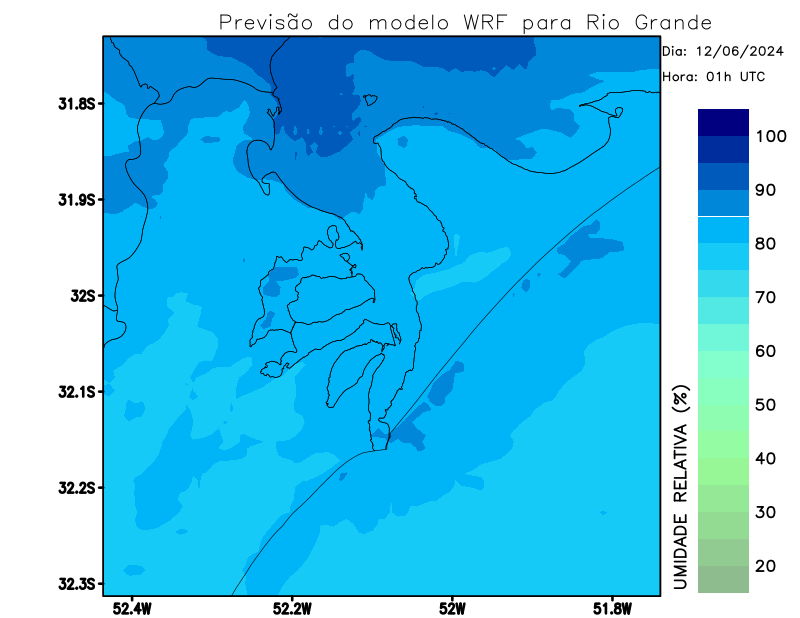 Previsão do modelo WRF para Rio Grande
Dia: 12/06/2024
Hora: 01h UTC
31.8S
31.9S
32S
32.1S
32.2S
32.3S
52.4W
52.2W
52W
51.8W
100
90
80
70
60
50
40
30
20
UMIDADE RELATIVA (%)